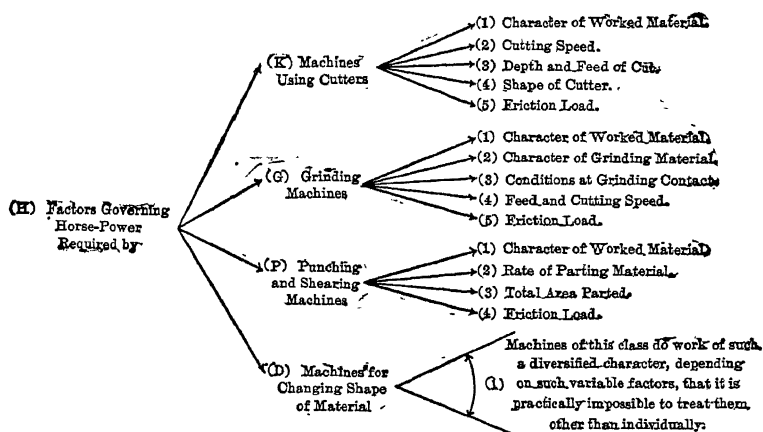 (H) Factors Governing
Horse-Power
Required by
(K) Machines
Using Cutters
(1) Character of Worked Material.
(2) Cutting Speed.
(3) Depth and Feed of Cut.
(4) Shape of Cutter.
(5) Friction Load.
(G) Grinding
Machines
(1) Character of Worked Material.
(2) Character of Grinding Material.
(3) Conditions at Grinding Contact.
(4) Feed and Cutting Speed.
(5) Friction Load.
(P) Punching
and Shearing
Machines
(1) Character of Worked Material.
(2) Rate of Parting Material.
(3) Total Area Parted.
(4) Friction Load.
(D) Machines for
Changing Shape
of Material
(1)
Machines of this class do work of such
a diversified character, depending
on such variable factors, that it is
practically impossible to treat them
other than individually.